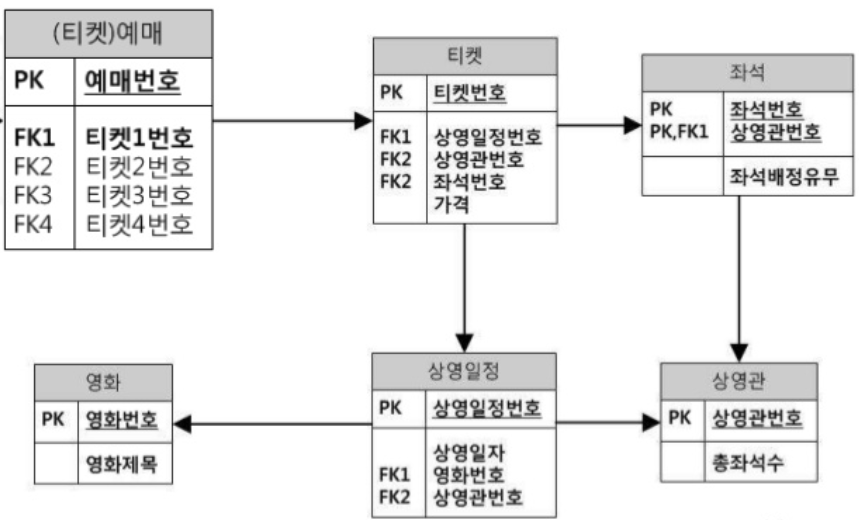 (티켓)예매
PK 예매번호
FK1 티켓1번호
FK2 티켓2번호
FK3 티켓3번호
FK4 티켓4번호
티켓
PK 티켓번호
FK1 상영일정번호
FK2 상영관번호
FK2 좌석번호
가격
좌석
PK 좌석번호
PK,FK1 상영관번호
좌석배정유무
영화
PK 영화번호
영화제목
상영일정
PK 상영일정번호
상영일자
FK1 영화번호
FK2 상영관번호
상영관
PK 상영관번호
총좌석수